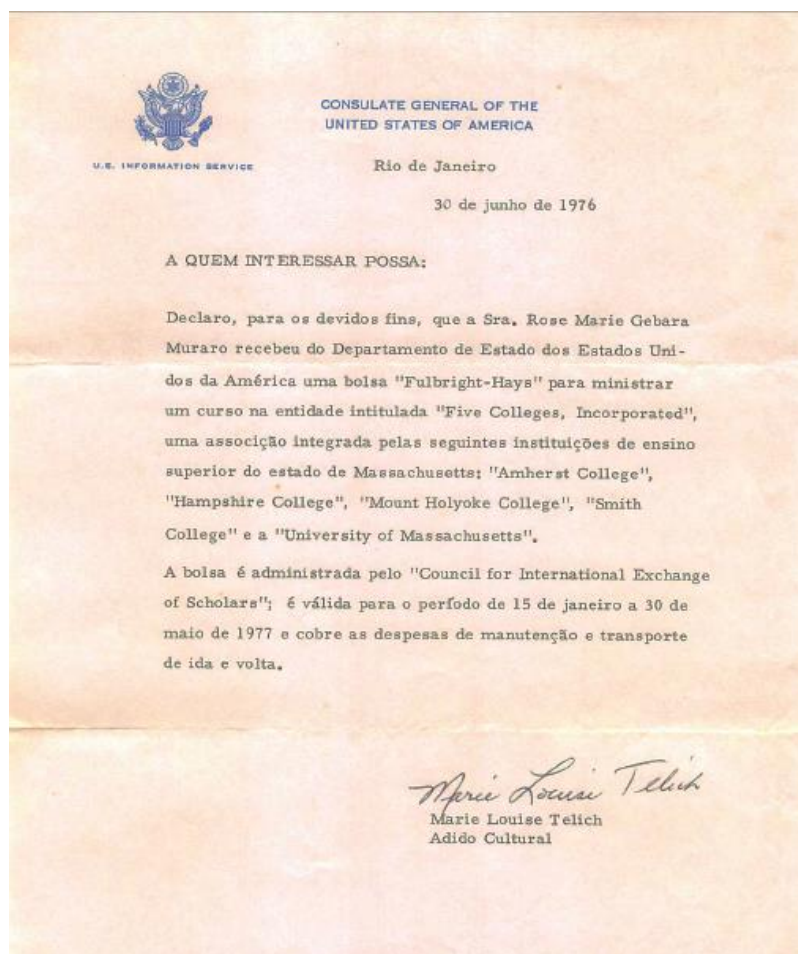 CONSULATE GENERAL OF THE
UNITED STATES OF AMERICA
U.S. INFORMATION SERVICE
Rio de Janeiro
30 de junho de 1976
A QUEM INTERESSAR POSSA:
Declaro, para os devidos fins, que a Sra. Rose Marie Gebara
Muraro recebeu do Departamento de Estado dos Estados Uni-
dos da América uma bolsa "Fulbright-Hays" para ministrar
um curso na entidade intitulada "Five Colleges, Incorporated",
uma associção integrada pelas seguintes instituições de ensino
superior do estado de Massachusetts: "Amherst College",
"Hampshire College", "Mount Holyoke College", "Smith
College" e a "University of Massachusetts".
A bolsa é administrada pelo "Council for International Exchange
of Scholars"; é válida para o período de 15 de janeiro a 30 de
maio de 1977 e cobre as despesas de manutenção e transporte
de ida e volta.
Marie Louise Telich
Marie Louise Telich
Adido Cultural